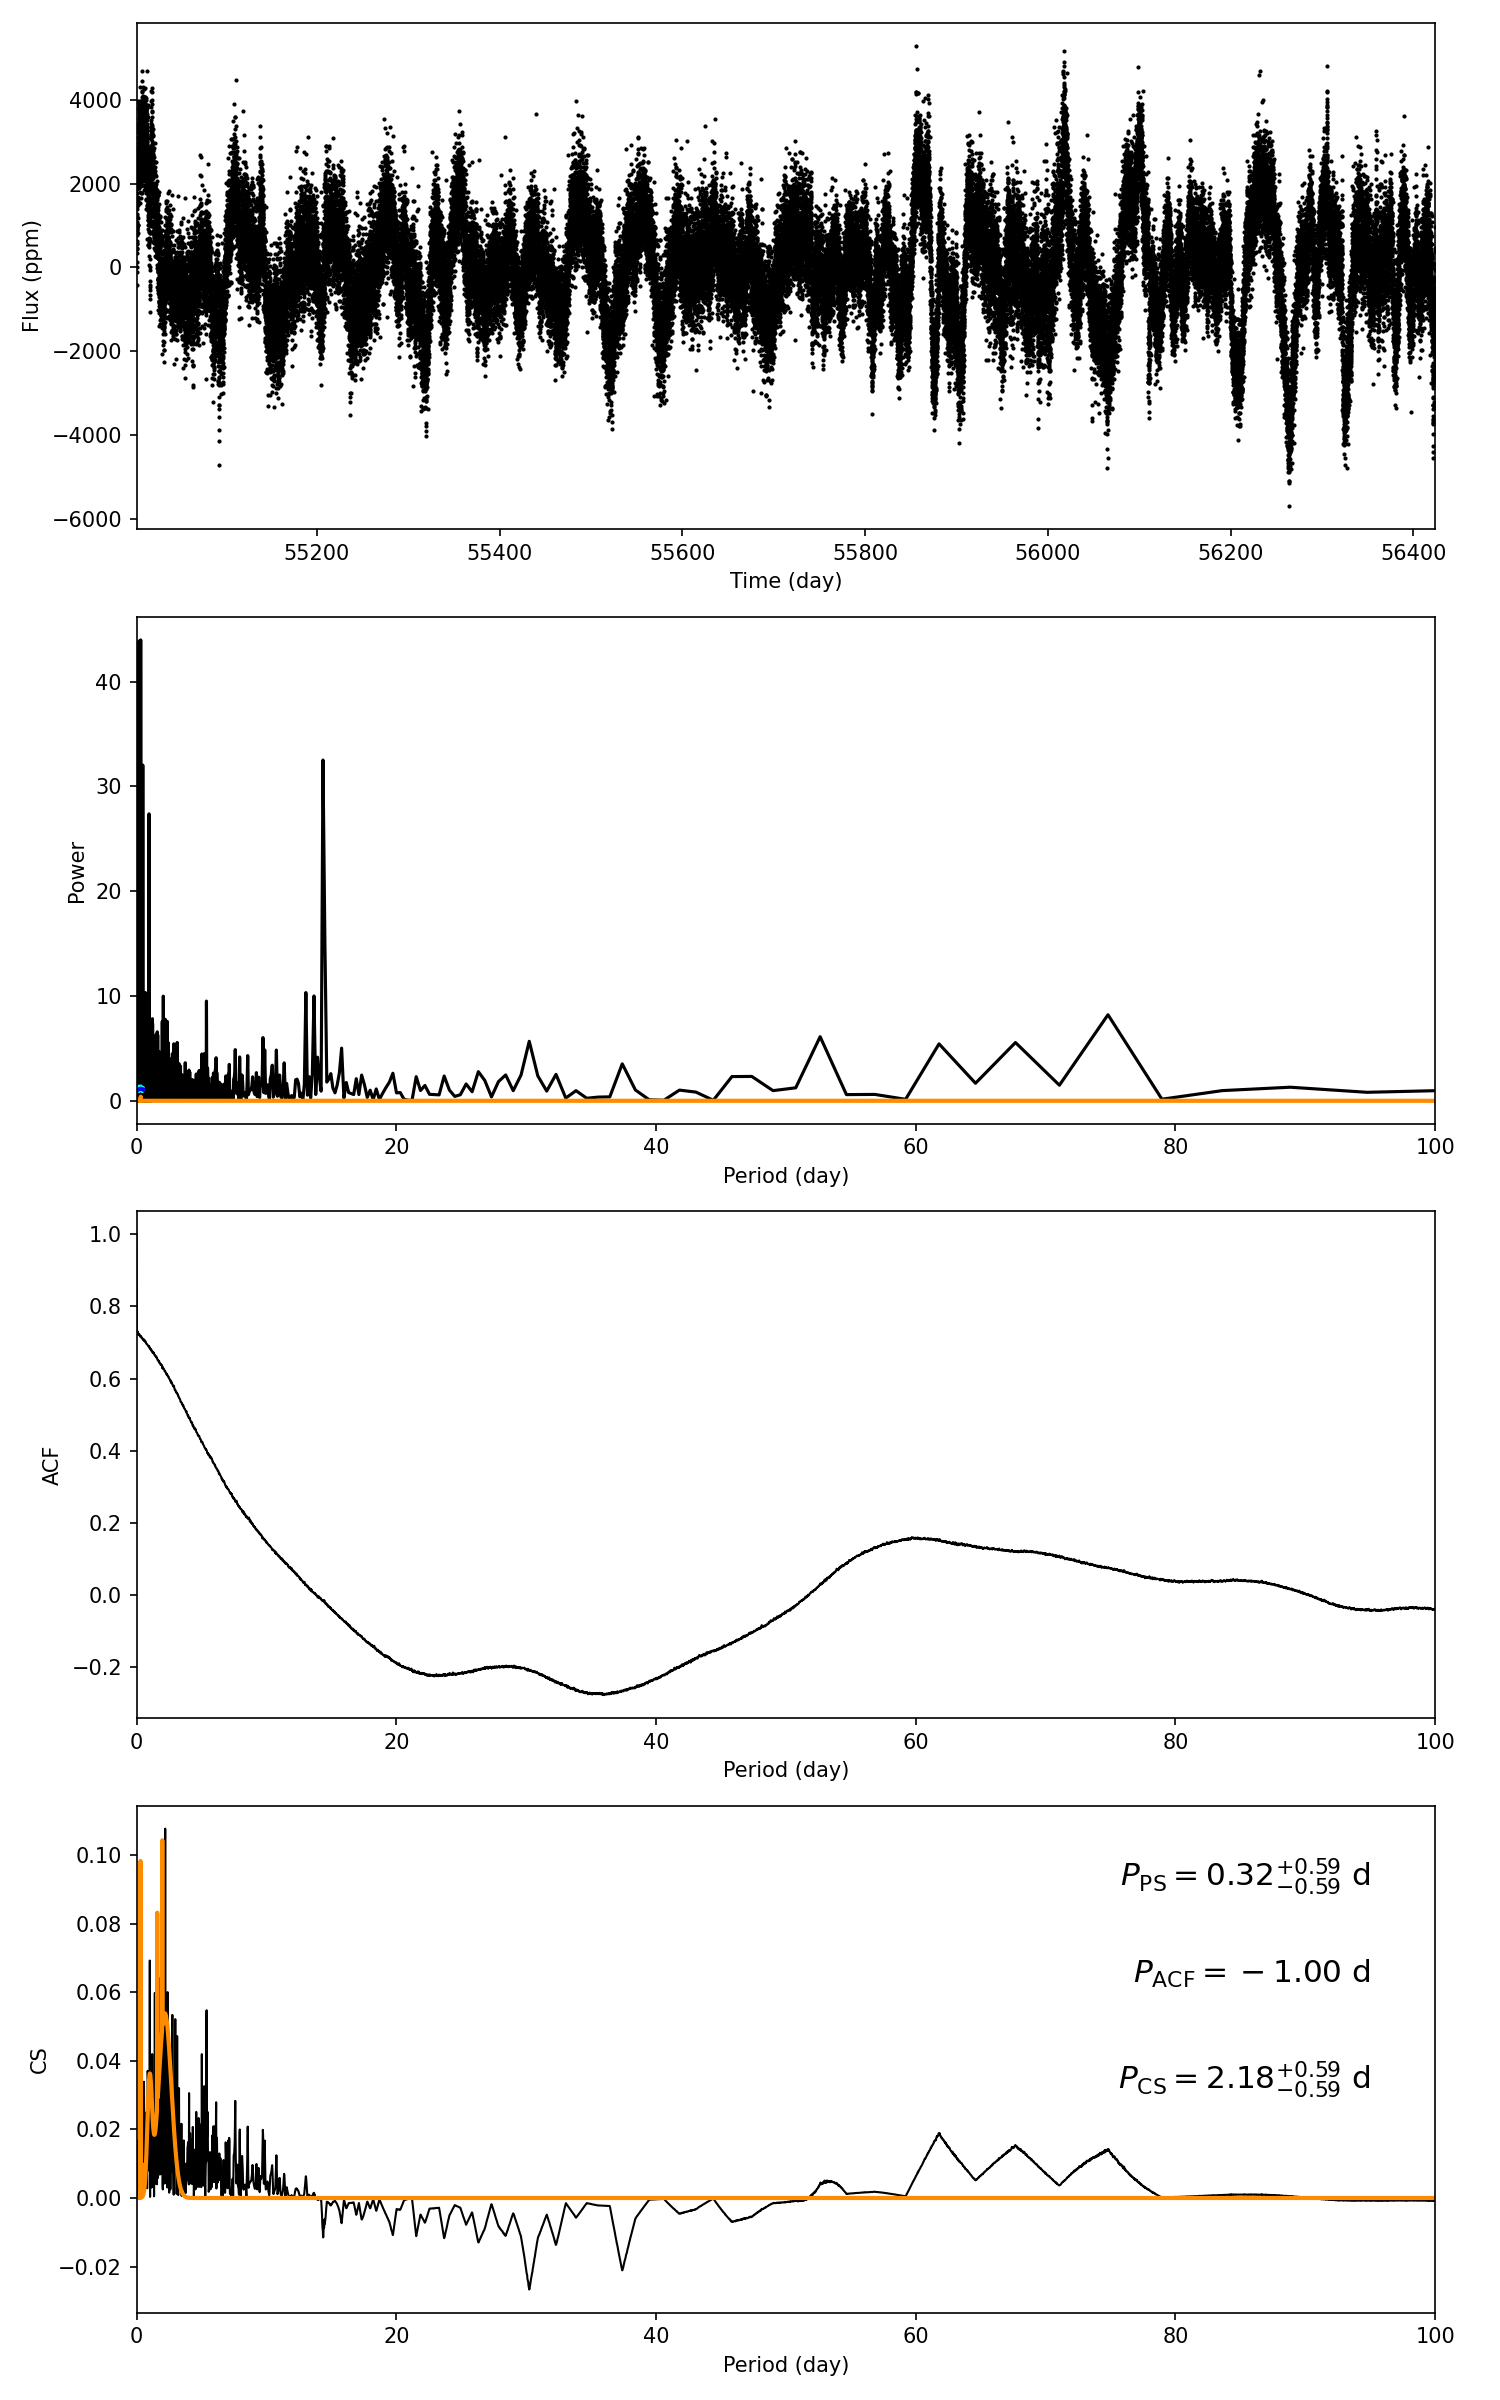 4000
2000
0
−2000
−4000
−6000
Flux (ppm)
55200 55400 55600 55800 56000 56200 56400
Time (day)
40
30
20
10
0
Power
0 20 40 60 80 100
Period (day)
1.0
0.8
0.6
0.4
0.2
0.0
−0.2
ACF
0 20 40 60 80 100
Period (day)
0.10
0.08
0.06
0.04
0.02
0.00
−0.02
CS
P_PS = 0.32^{+0.59}_{−0.59} d
P_ACF = −1.00 d
P_CS = 2.18^{+0.59}_{−0.59} d
0 20 40 60 80 100
Period (day)